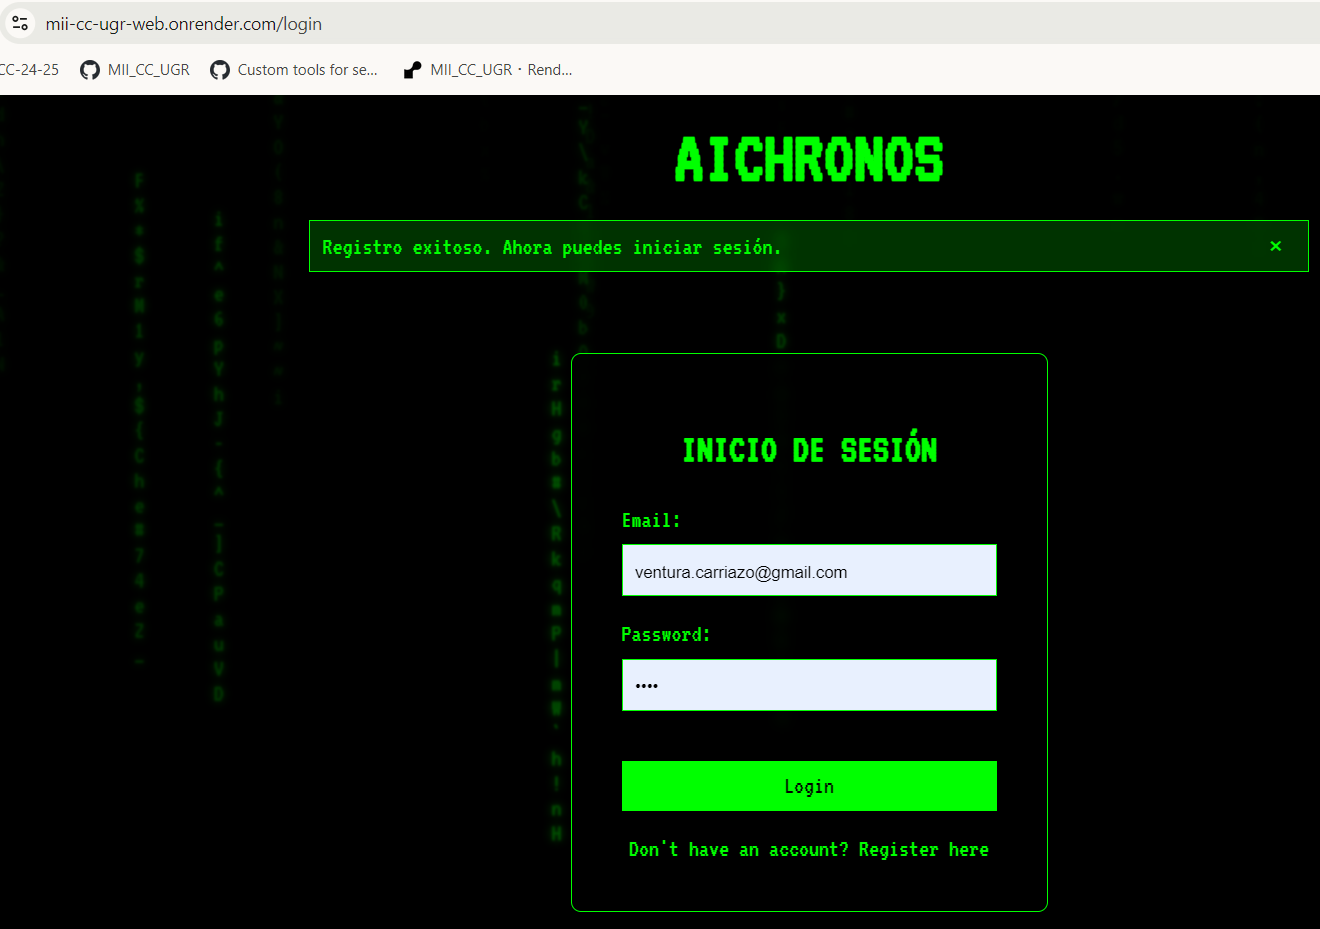 mii-cc-ugr-web.onrender.com/login
CC-24-25 MII_CC_UGR Custom tools for se... MII_CC_UGR · Rend...
AICHRONOS
Registro exitoso. Ahora puedes iniciar sesión. ×
INICIO DE SESIÓN
Email:
ventura.carriazo@gmail.com
Password:
••••
Login
Don't have an account? Register here